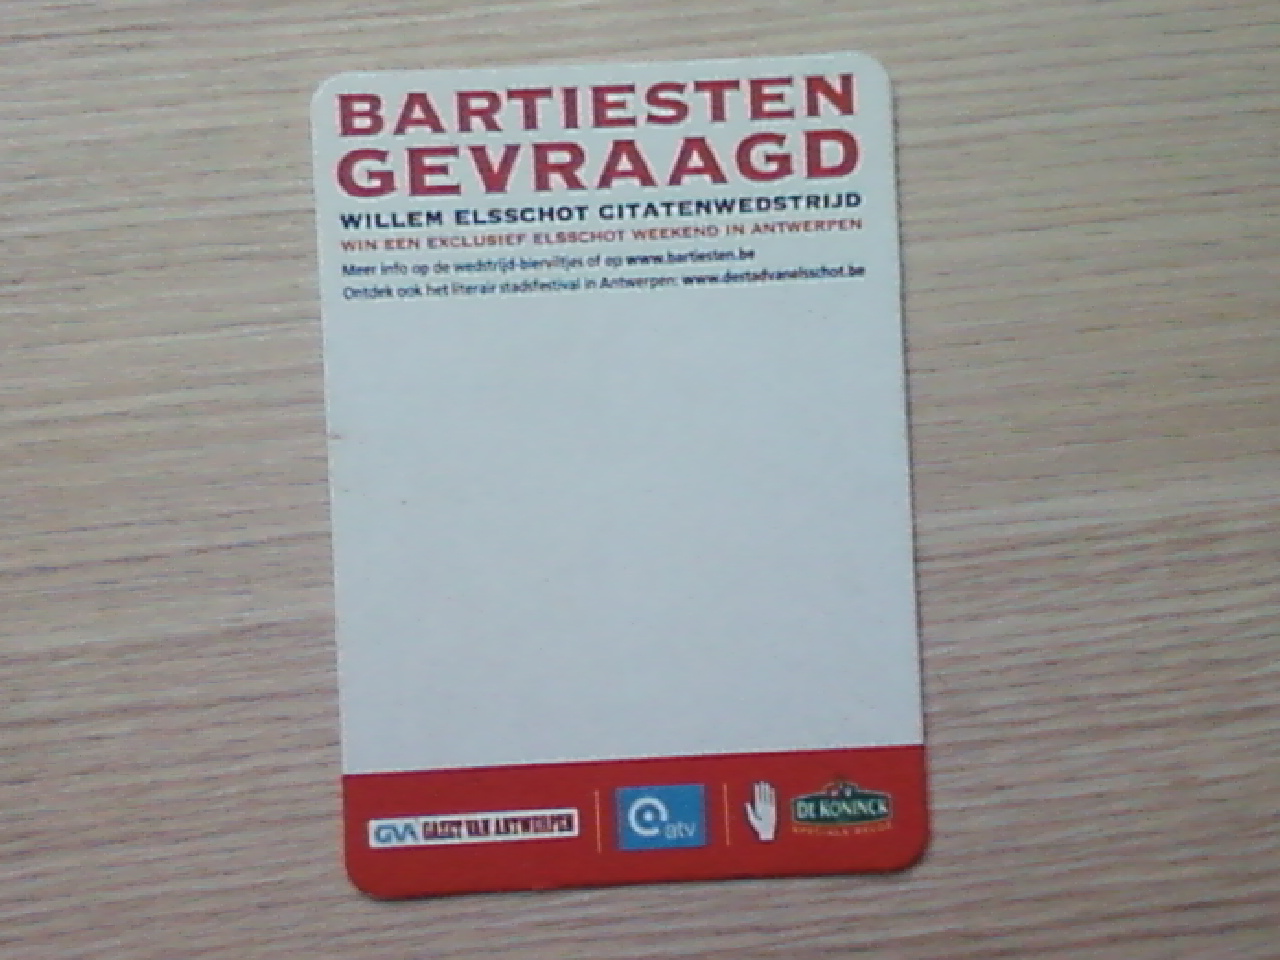 BARTIESTEN
GEVRAAGD
WILLEM ELSSCHOT CITATENWEDSTRIJD
WIN EEN EXCLUSIEF ELSSCHOT WEEKEND IN ANTWERPEN
Meer info op de wedstrijd-bierviltjes of op www.bartiesten.be
Ontdek ook het literair stadsfestival in Antwerpen: www.destadvanelsschot.be
GVA GAZET VAN ANTWERPEN
atv
DE KONINCK
SPECIALE BELGE